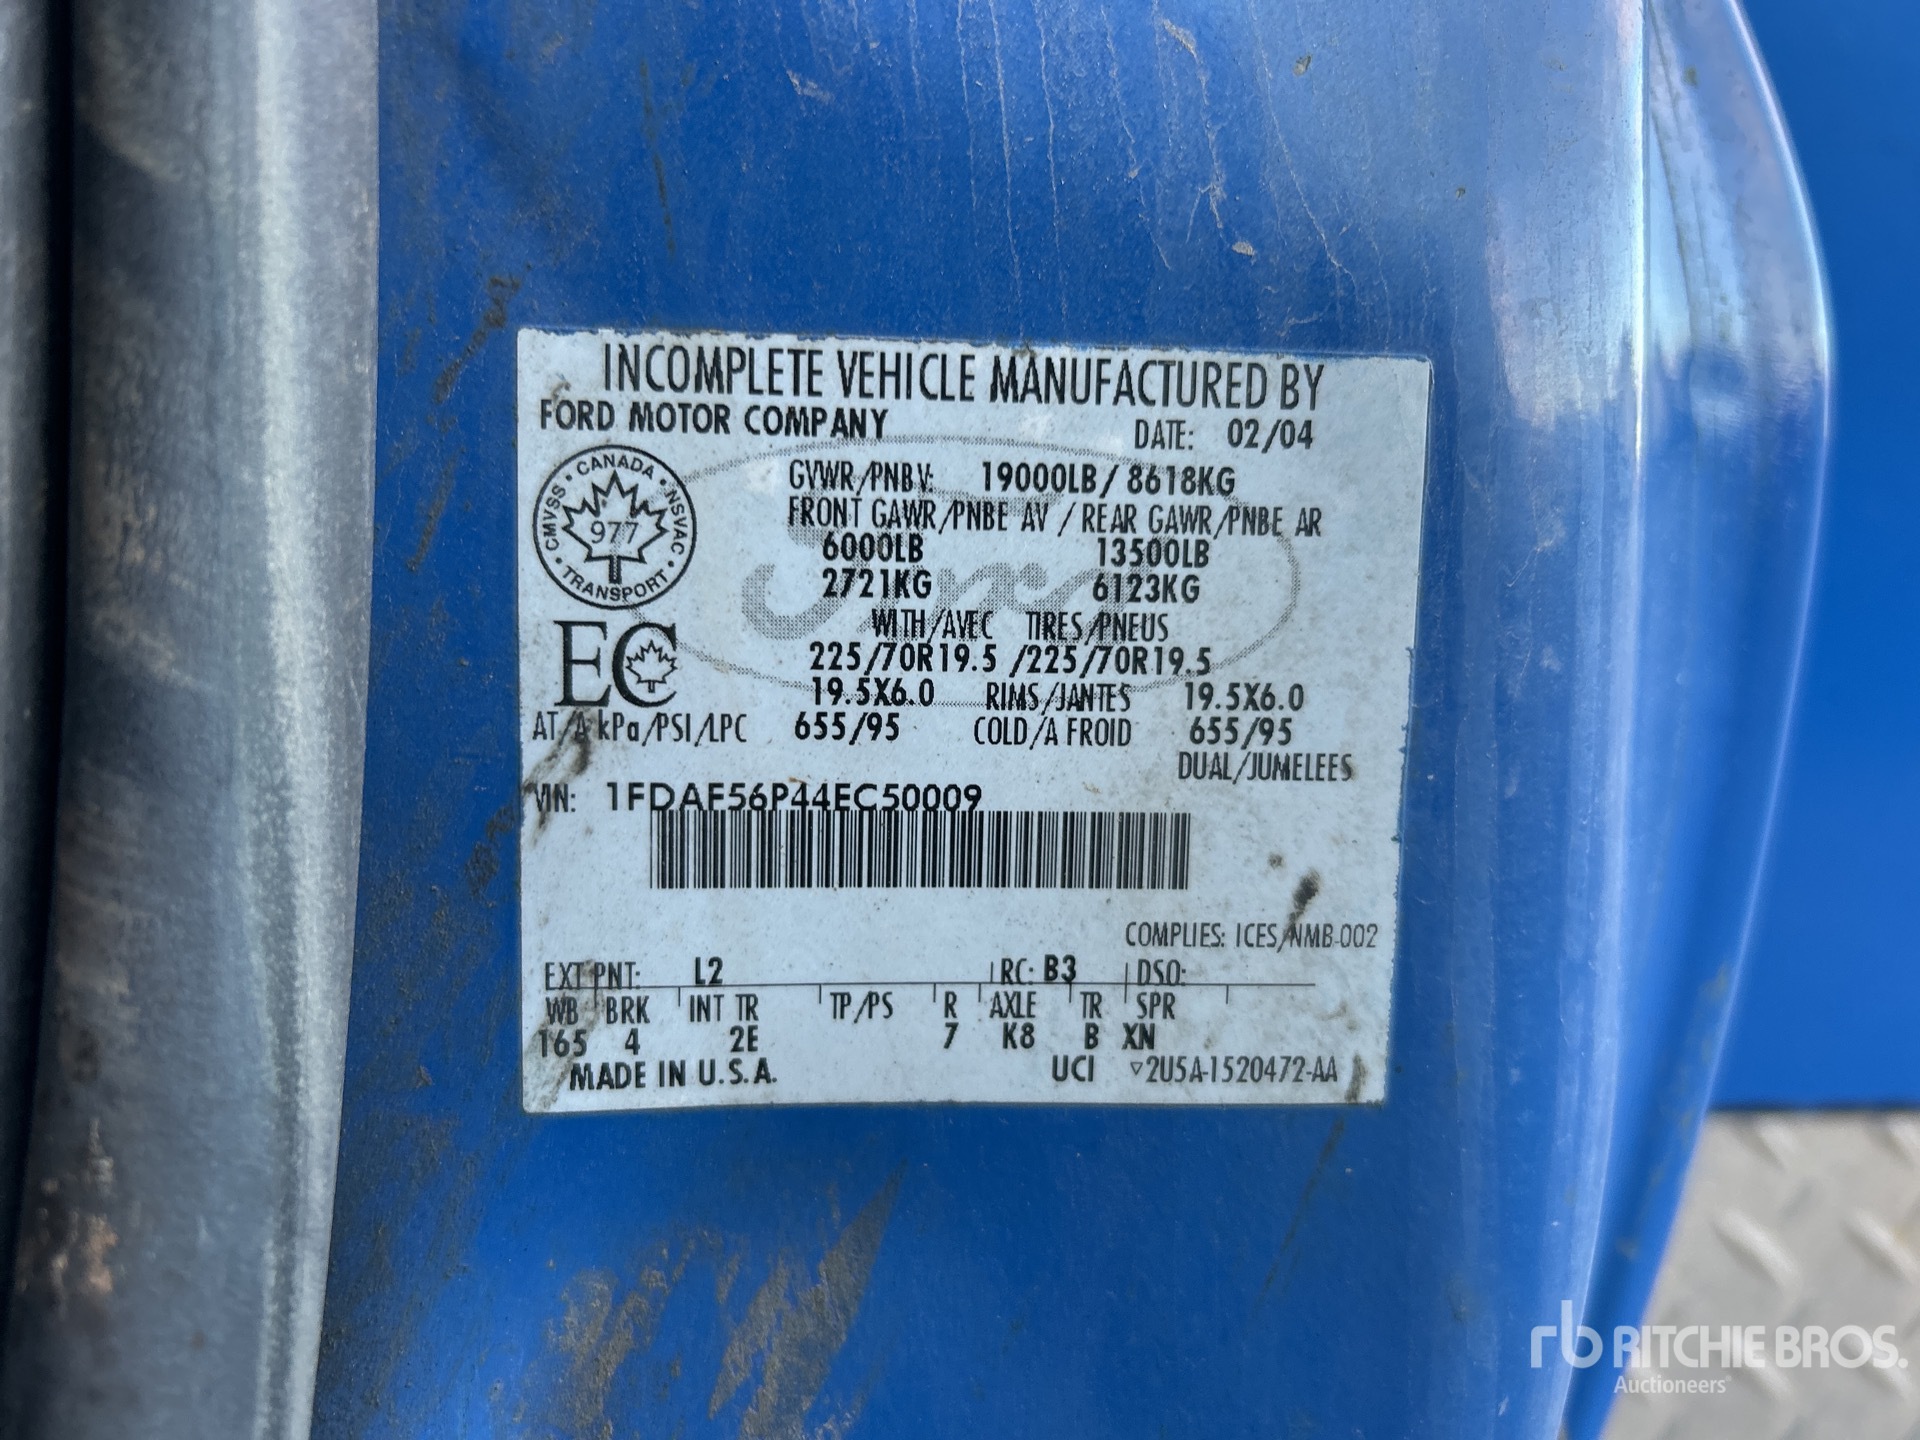 INCOMPLETE VEHICLE MANUFACTURED BY
FORD MOTOR COMPANY
DATE: 02/04
CANADA · NSVAC · TRANSPORT · CMVSS ·
977
GVWR/PNBV: 19000LB/ 8618KG
FRONT GAWR/PNBE AV / REAR GAWR/PNBE AR
6000LB 13500LB
2721KG 6123KG
WITH/AVEC TIRES/PNEUS
EC
225/70R19.5 /225/70R19.5
19.5X6.0 RIMS/JANTES 19.5X6.0
AT/A kPa/PSI/LPC 655/95 COLD/A FROID 655/95
DUAL/JUMELEES
VIN: 1FDAF56P44EC50009
COMPLIES: ICES/NMB-002
EXT PNT: L2 RC: B3 DSO:
WB BRK INT TR TP/PS R AXLE TR SPR
165 4 2E 7 K8 B XN
MADE IN U.S.A. UCI ▿2U5A-1520472-AA
rb RITCHIE BROS.
Auctioneers